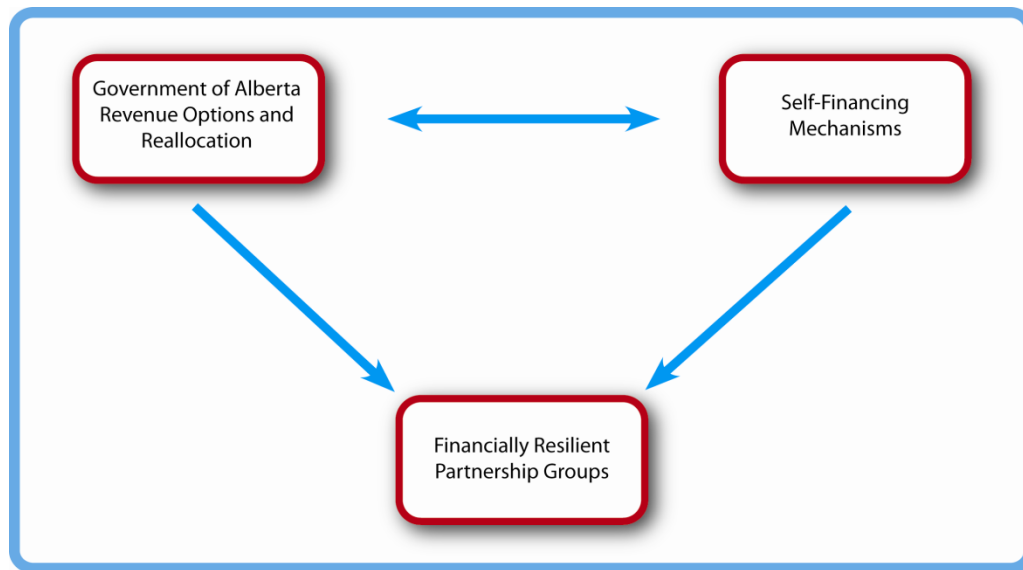 Government of Alberta
Revenue Options and
Reallocation
Self-Financing
Mechanisms
Financially Resilient
Partnership Groups